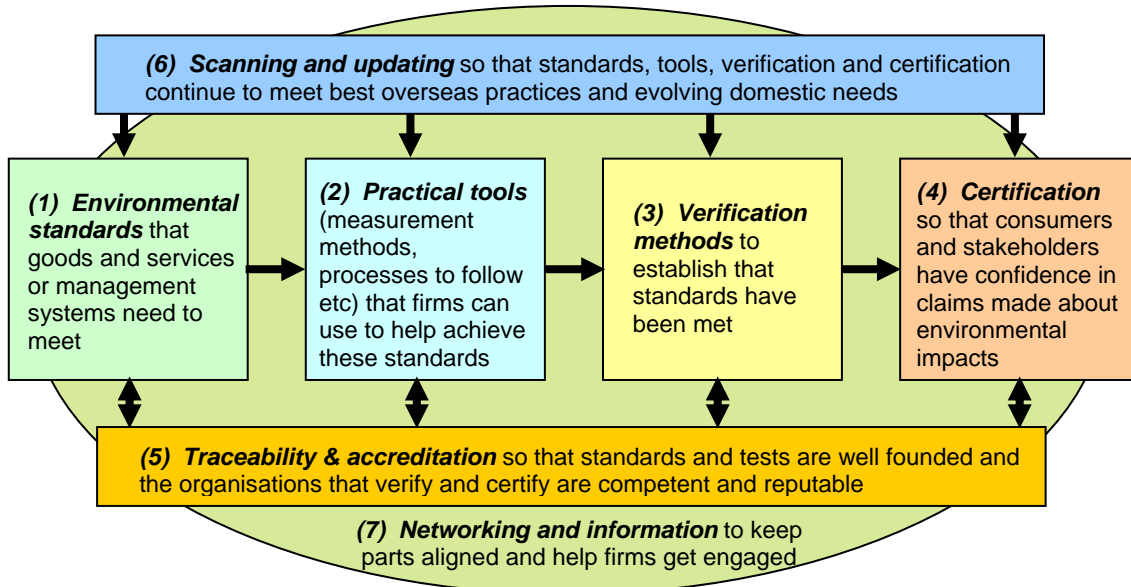 (6) Scanning and updating so that standards, tools, verification and certification
continue to meet best overseas practices and evolving domestic needs
(1) Environmental
standards that
goods and services
or management
systems need to
meet
(2) Practical tools
(measurement
methods,
processes to follow
etc) that firms can
use to help achieve
these standards
(3) Verification
methods to
establish that
standards have
been met
(4) Certification
so that consumers
and stakeholders
have confidence in
claims made about
environmental
impacts
(5) Traceability & accreditation so that standards and tests are well founded and
the organisations that verify and certify are competent and reputable
(7) Networking and information to keep
parts aligned and help firms get engaged